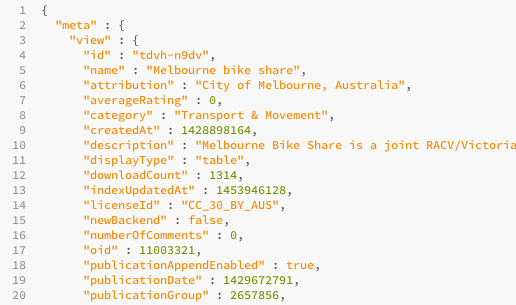 1 {
2 "meta" : {
3 "view" : {
4 "id" : "tdvh-n9dv",
5 "name" : "Melbourne bike share",
6 "attribution" : "City of Melbourne, Australia",
7 "averageRating" : 0,
8 "category" : "Transport & Movement",
9 "createdAt" : 1428898164,
10 "description" : "Melbourne Bike Share is a joint RACV/Victoria
11 "displayType" : "table",
12 "downloadCount" : 1314,
13 "indexUpdatedAt" : 1453946128,
14 "licenseId" : "CC_30_BY_AUS",
15 "newBackend" : false,
16 "numberOfComments" : 0,
17 "oid" : 11003321,
18 "publicationAppendEnabled" : true,
19 "publicationDate" : 1429672791,
20 "publicationGroup" : 2657856,